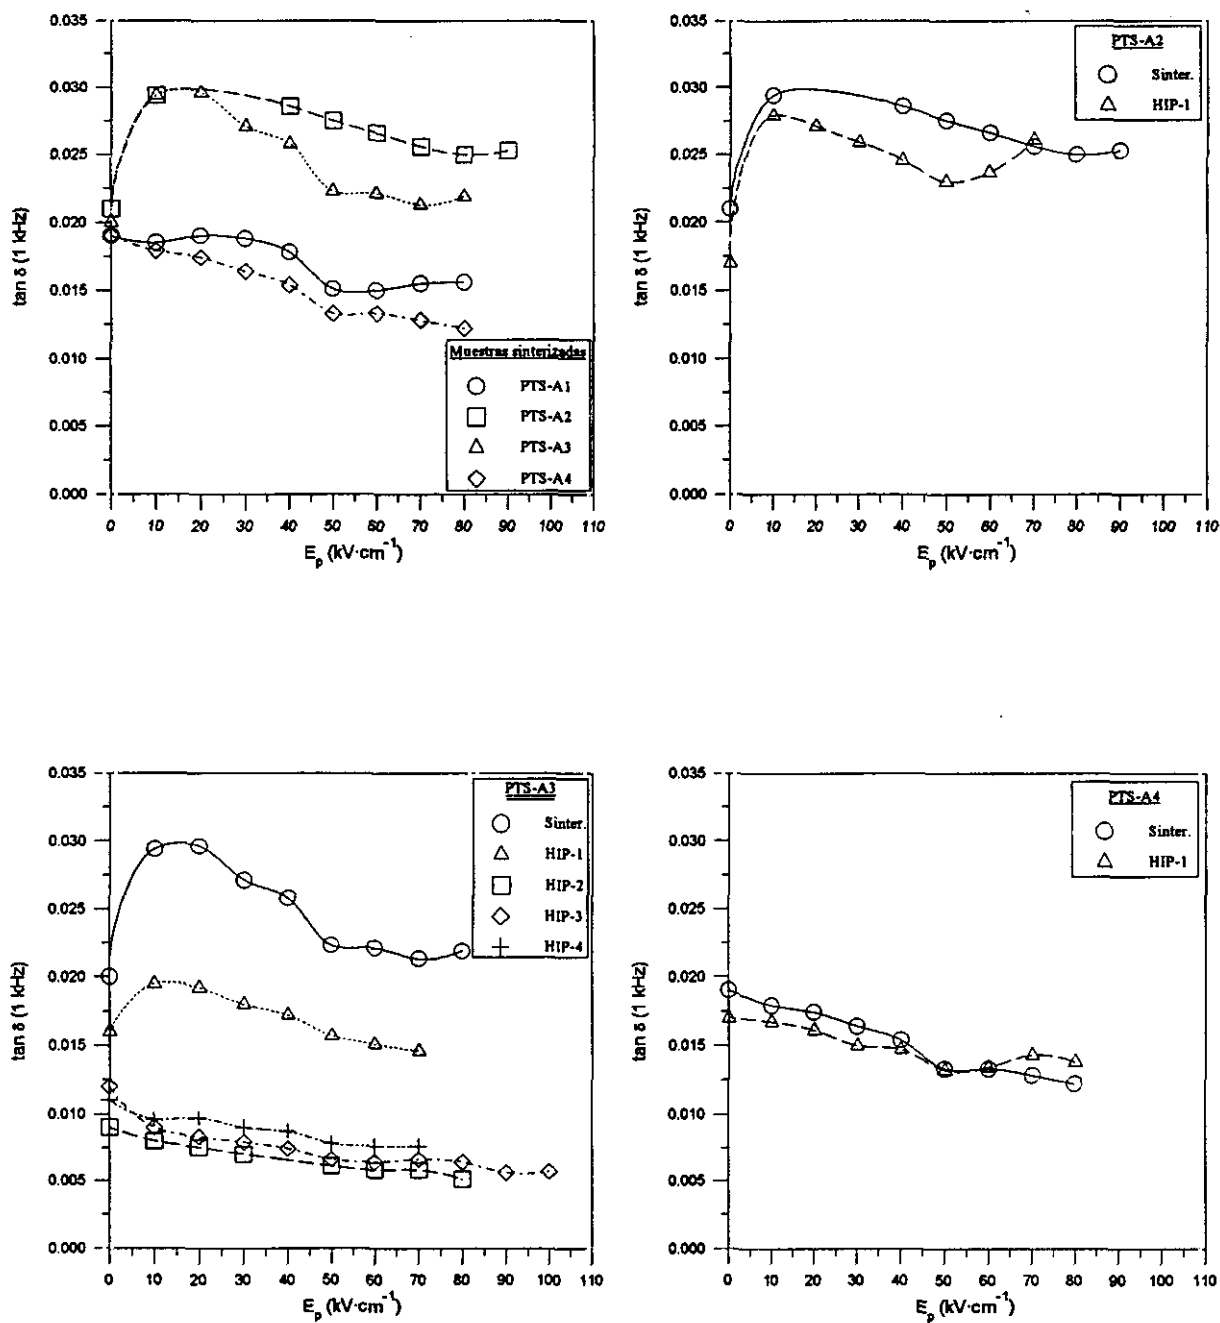 0.035
0.030
0.025
0.020
0.015
0.010
0.005
0.000
tan δ (1 kHz)
0 10 20 30 40 50 60 70 80 90 100 110
E_p (kV·cm⁻¹)
Muestras sinterizadas
PTS-A1
PTS-A2
PTS-A3
PTS-A4
0.035
0.030
0.025
0.020
0.015
0.010
0.005
0.000
tan δ (1 kHz)
0 10 20 30 40 50 60 70 80 90 100 110
E_p (kV·cm⁻¹)
PTS-A2
Sinter.
HIP-1
0.035
0.030
0.025
0.020
0.015
0.010
0.005
0.000
tan δ (1 kHz)
0 10 20 30 40 50 60 70 80 90 100 110
E_p (kV·cm⁻¹)
PTS-A3
Sinter.
HIP-1
HIP-2
HIP-3
HIP-4
0.035
0.030
0.025
0.020
0.015
0.010
0.005
0.000
tan δ (1 kHz)
0 10 20 30 40 50 60 70 80 90 100 110
E_p (kV·cm⁻¹)
PTS-A4
Sinter.
HIP-1